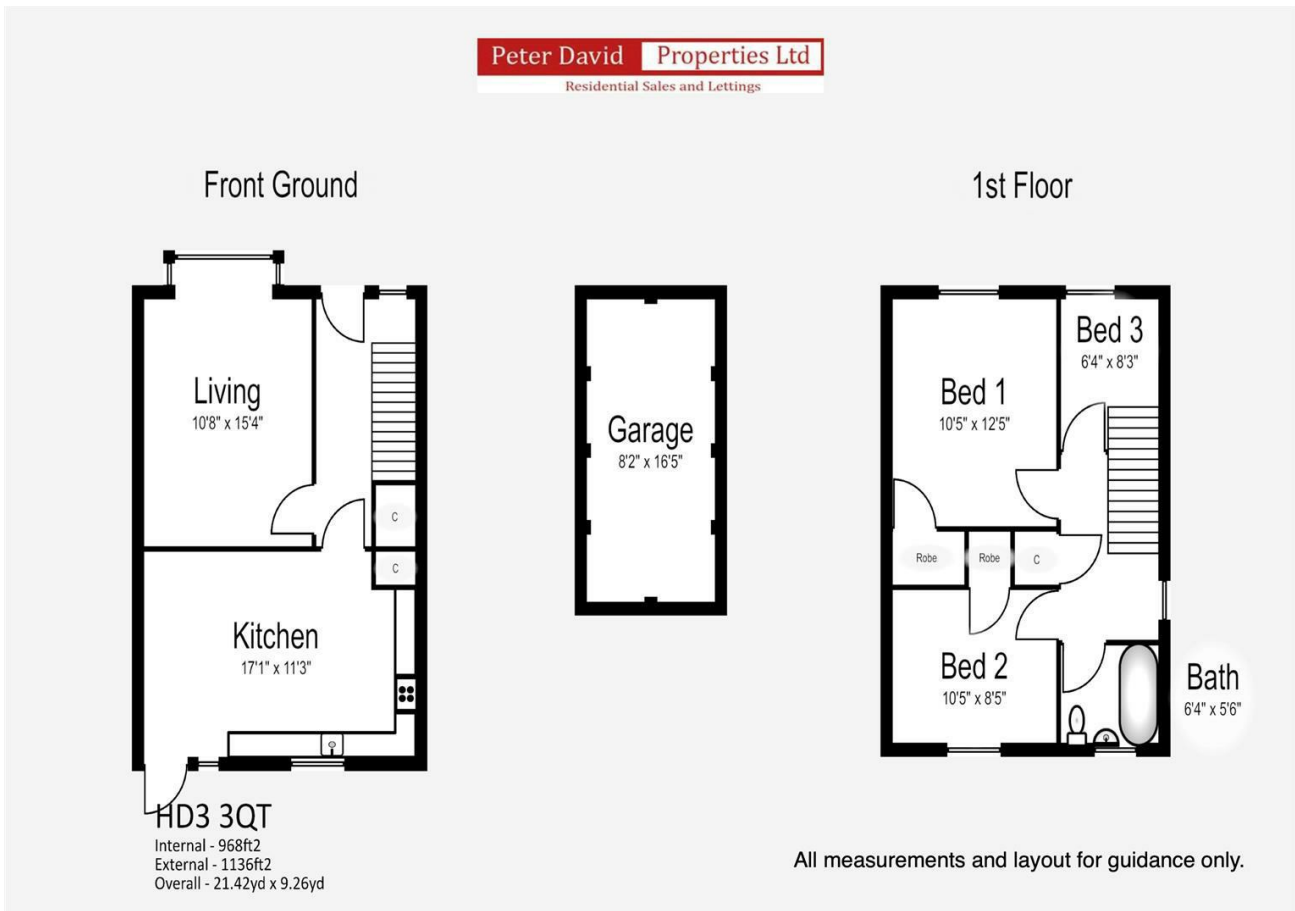 Peter David Properties Ltd
Residential Sales and Lettings
Front Ground
Living
10'8" x 15'4"
C
C
Kitchen
17'1" x 11'3"
HD3 3QT
Internal - 968ft2
External - 1136ft2
Overall - 21.42yd x 9.26yd
Garage
8'2" x 16'5"
1st Floor
Bed 3
6'4" x 8'3"
Bed 1
10'5" x 12'5"
Robe
Robe
C
Bed 2
10'5" x 8'5"
Bath
6'4" x 5'6"
All measurements and layout for guidance only.